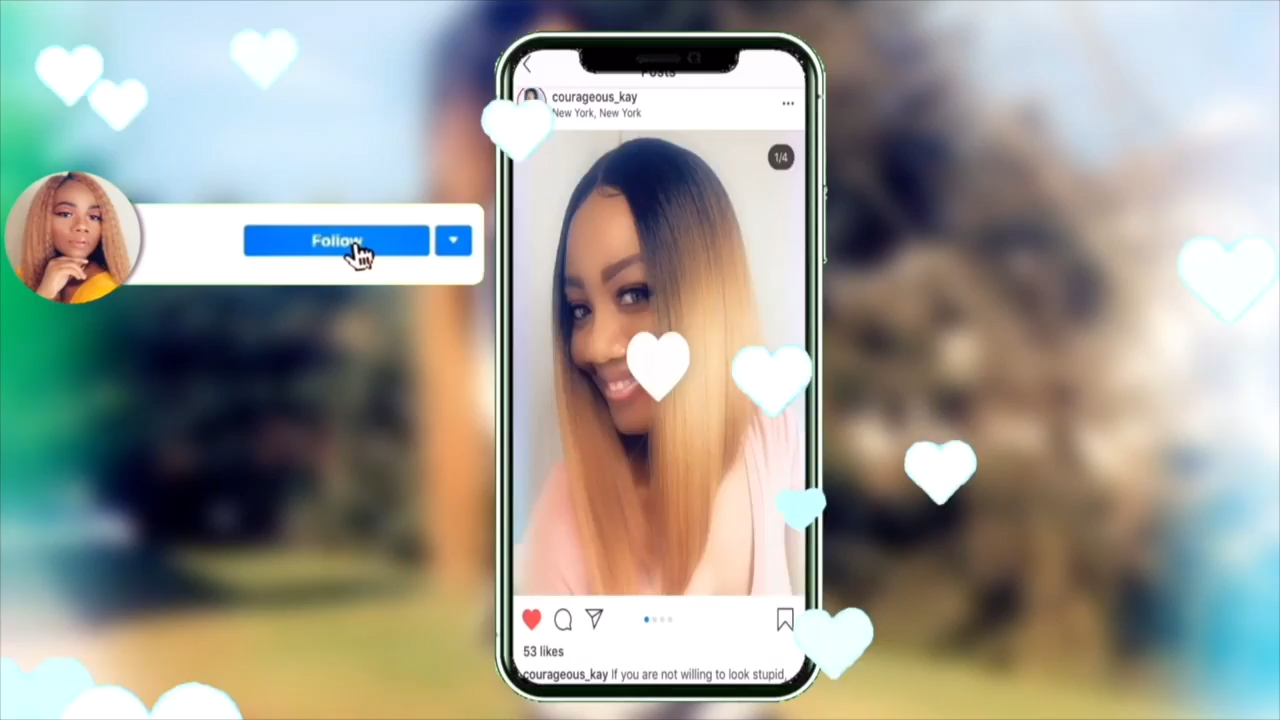 Posts
courageous_kay
New York, New York
1/4
Follow
53 likes
courageous_kay If you are not willing to look stupid,